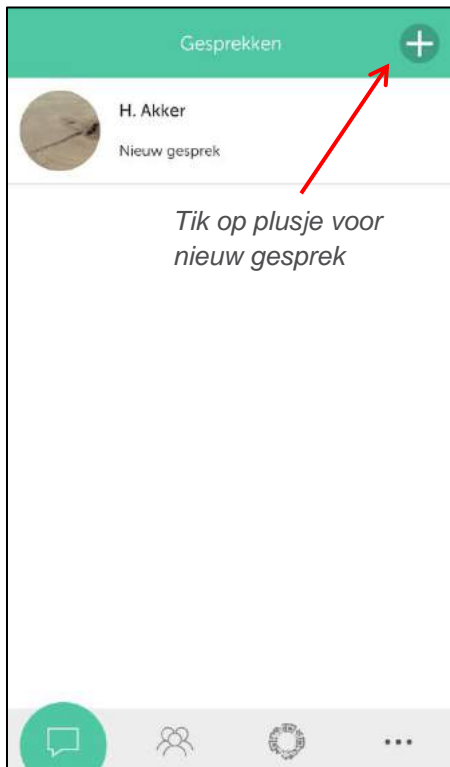 Gesprekken
H. Akker
Nieuw gesprek
Tik op plusje voor
nieuw gesprek